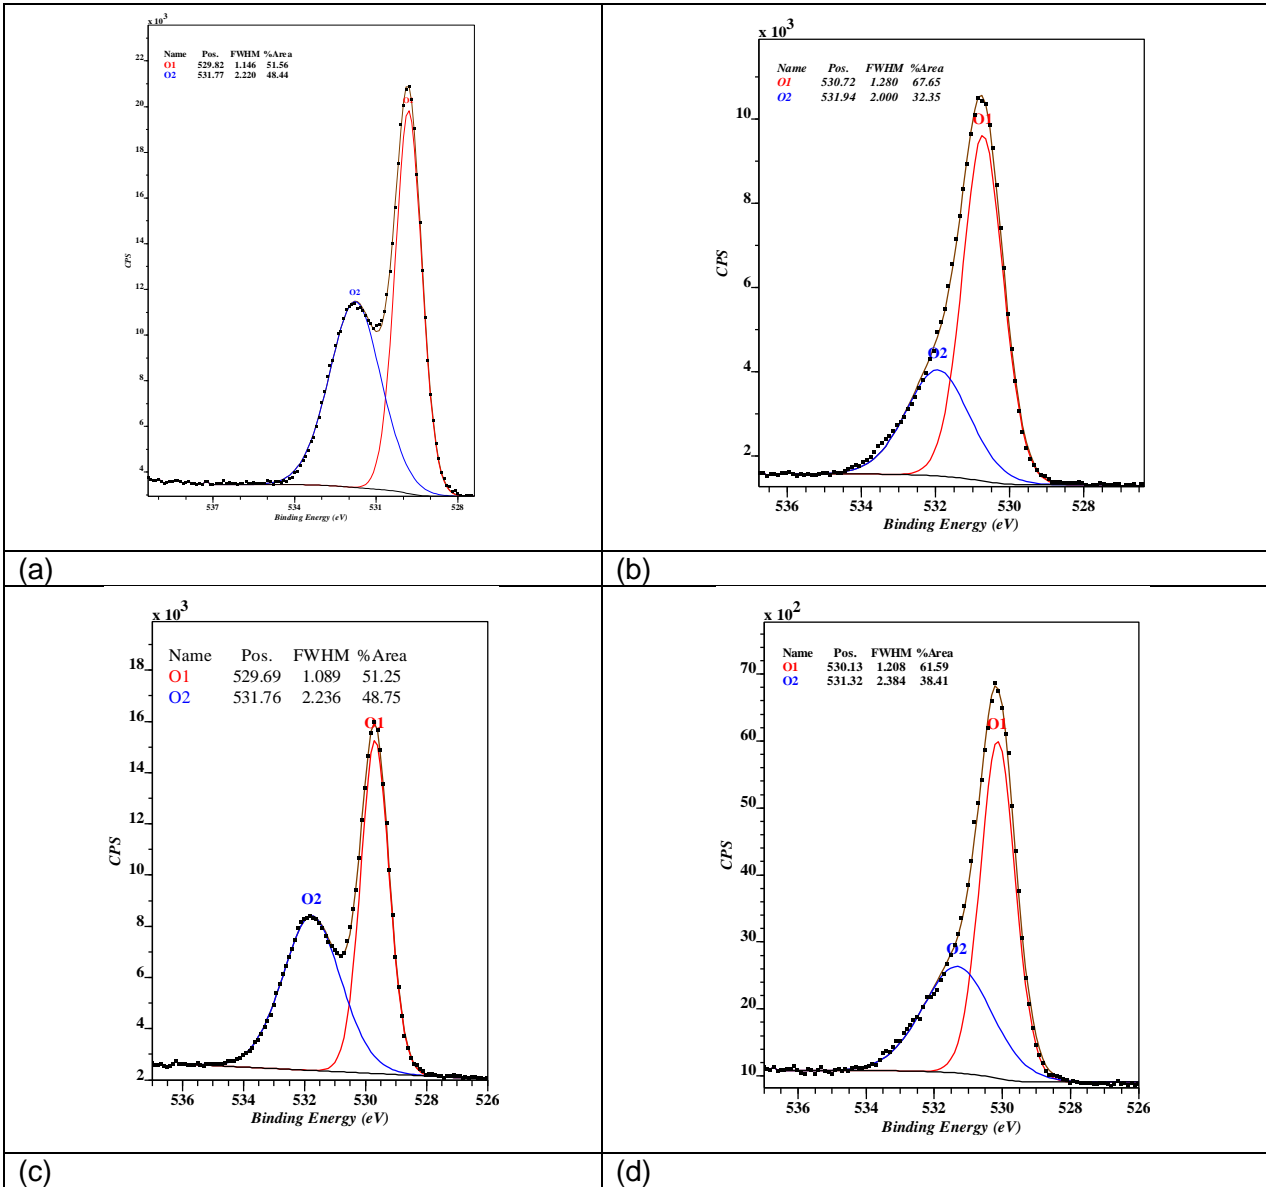 x 10³
Name Pos. FWHM %Area
O1 529.82 1.146 51.56
O2 531.77 2.220 48.44
22
20
18
16
14
12
10
8
6
4
CPS
O2
537 534 531 528
Binding Energy (eV)
(a)
x 10³
Name Pos. FWHM %Area
O1 530.72 1.280 67.65
O2 531.94 2.000 32.35
10
8
6
4
2
CPS
O1
O2
536 534 532 530 528
Binding Energy (eV)
(b)
x 10³
Name Pos. FWHM %Area
O1 529.69 1.089 51.25
O2 531.76 2.236 48.75
18
16
14
12
10
8
6
4
2
CPS
O1
O2
536 534 532 530 528 526
Binding Energy (eV)
(c)
x 10²
Name Pos. FWHM %Area
O1 530.13 1.208 61.59
O2 531.32 2.384 38.41
70
60
50
40
30
20
10
CPS
O1
O2
536 534 532 530 528 526
Binding Energy (eV)
(d)